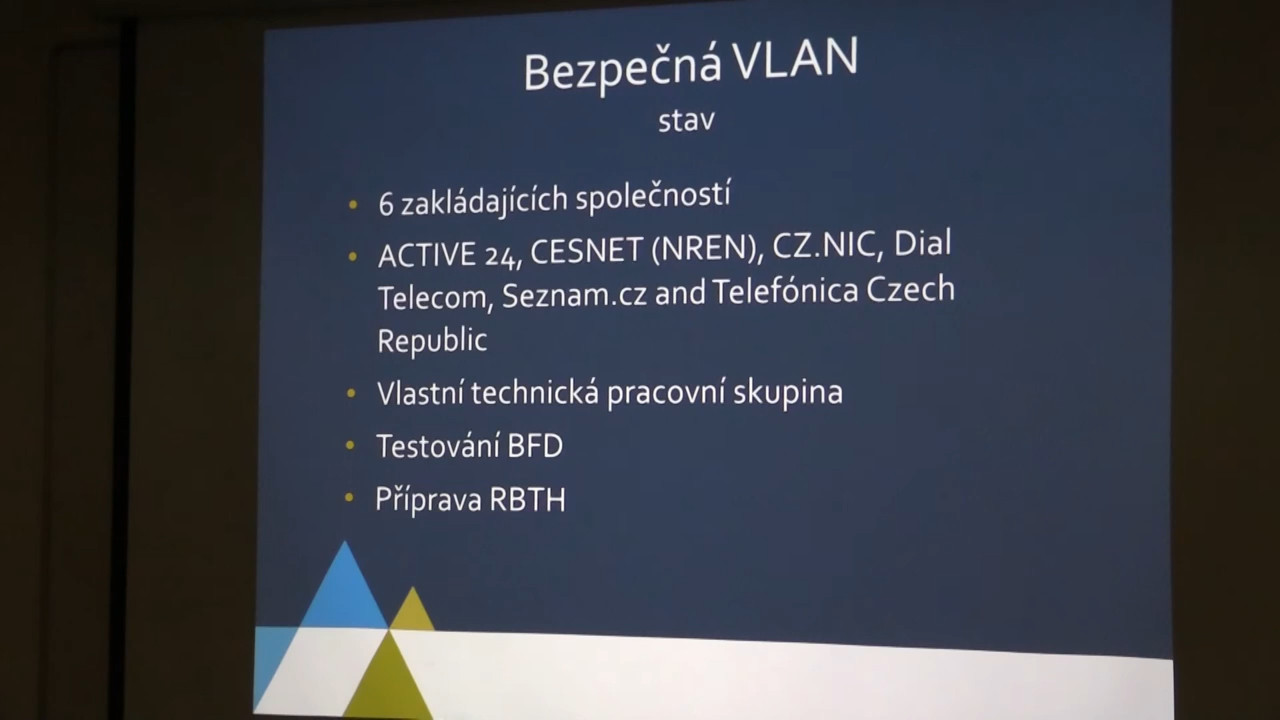 Bezpečná VLAN
stav
6 zakládajících společností
ACTIVE 24, CESNET (NREN), CZ.NIC, Dial
Telecom, Seznam.cz and Telefónica Czech
Republic
Vlastní technická pracovní skupina
Testování BFD
Příprava RBTH